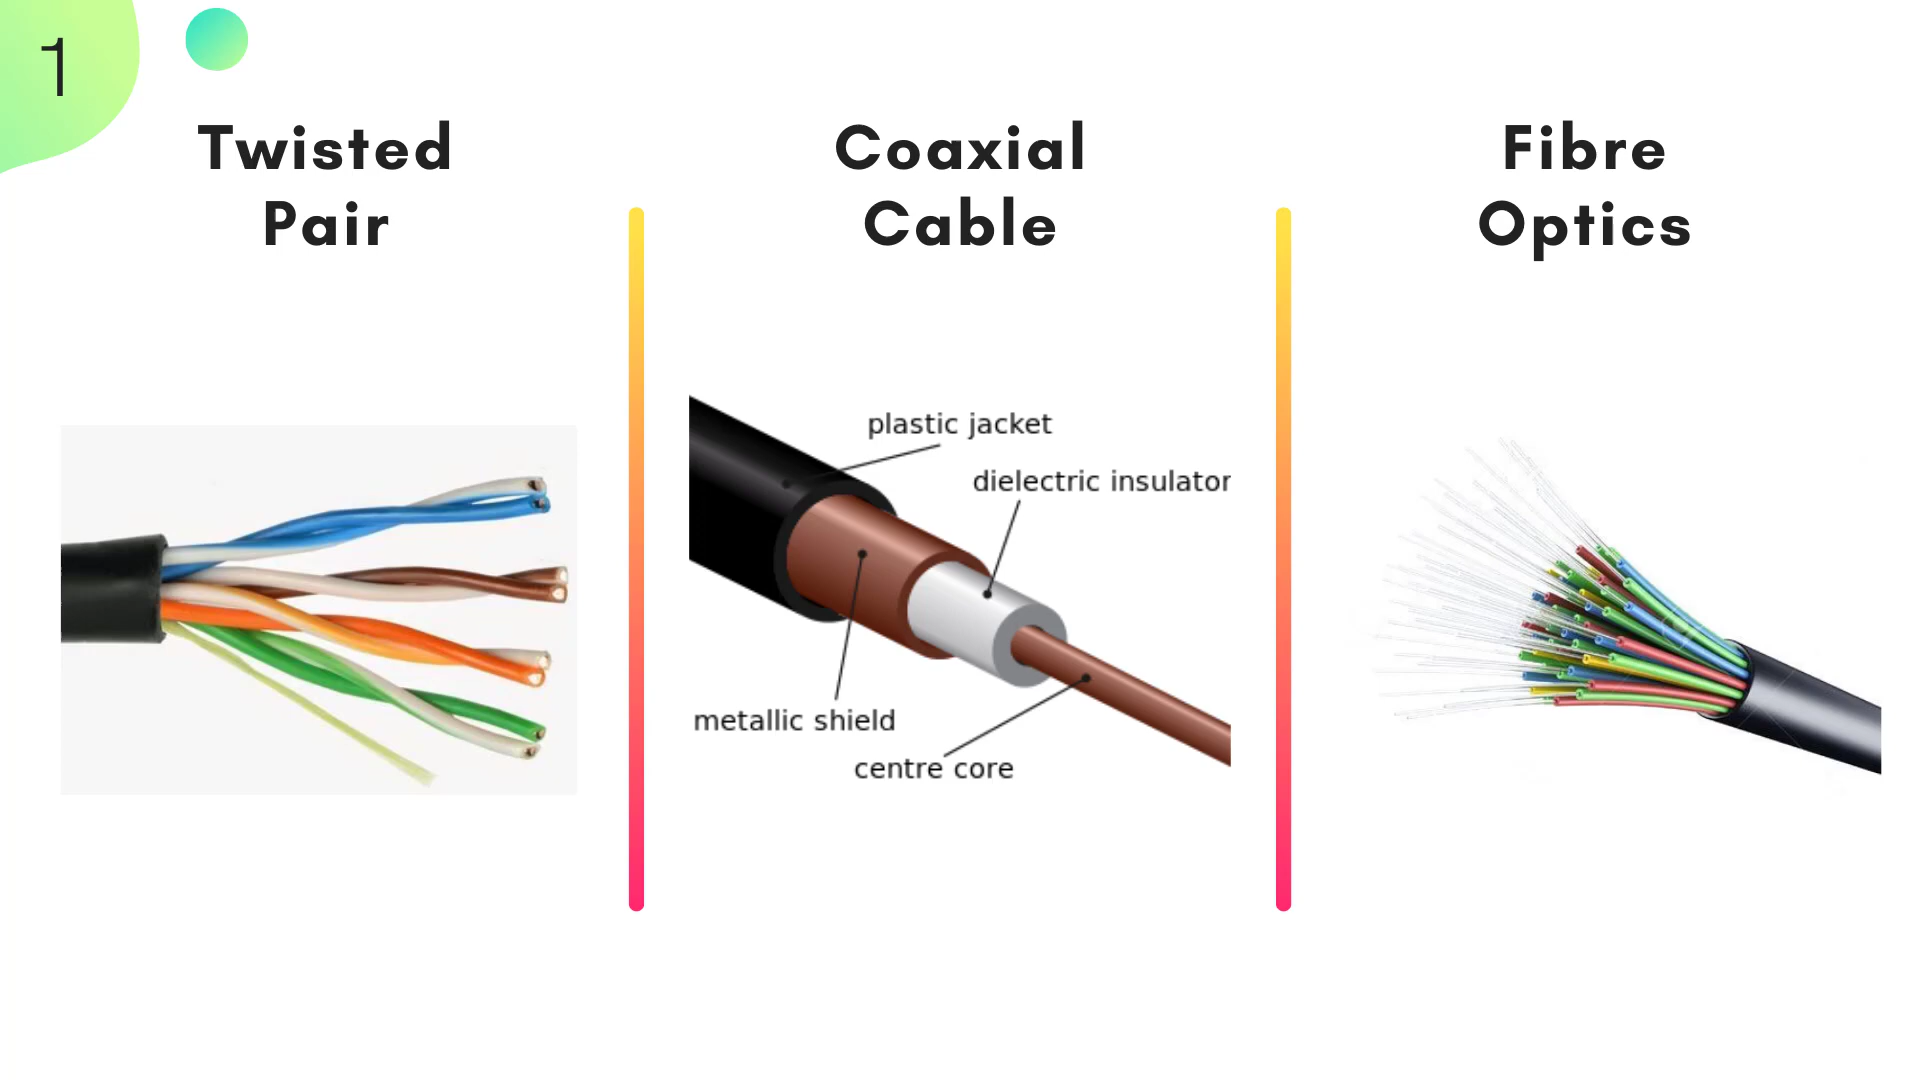 1
Twisted
Pair
Coaxial
Cable
plastic jacket
dielectric insulator
metallic shield
centre core
Fibre
Optics